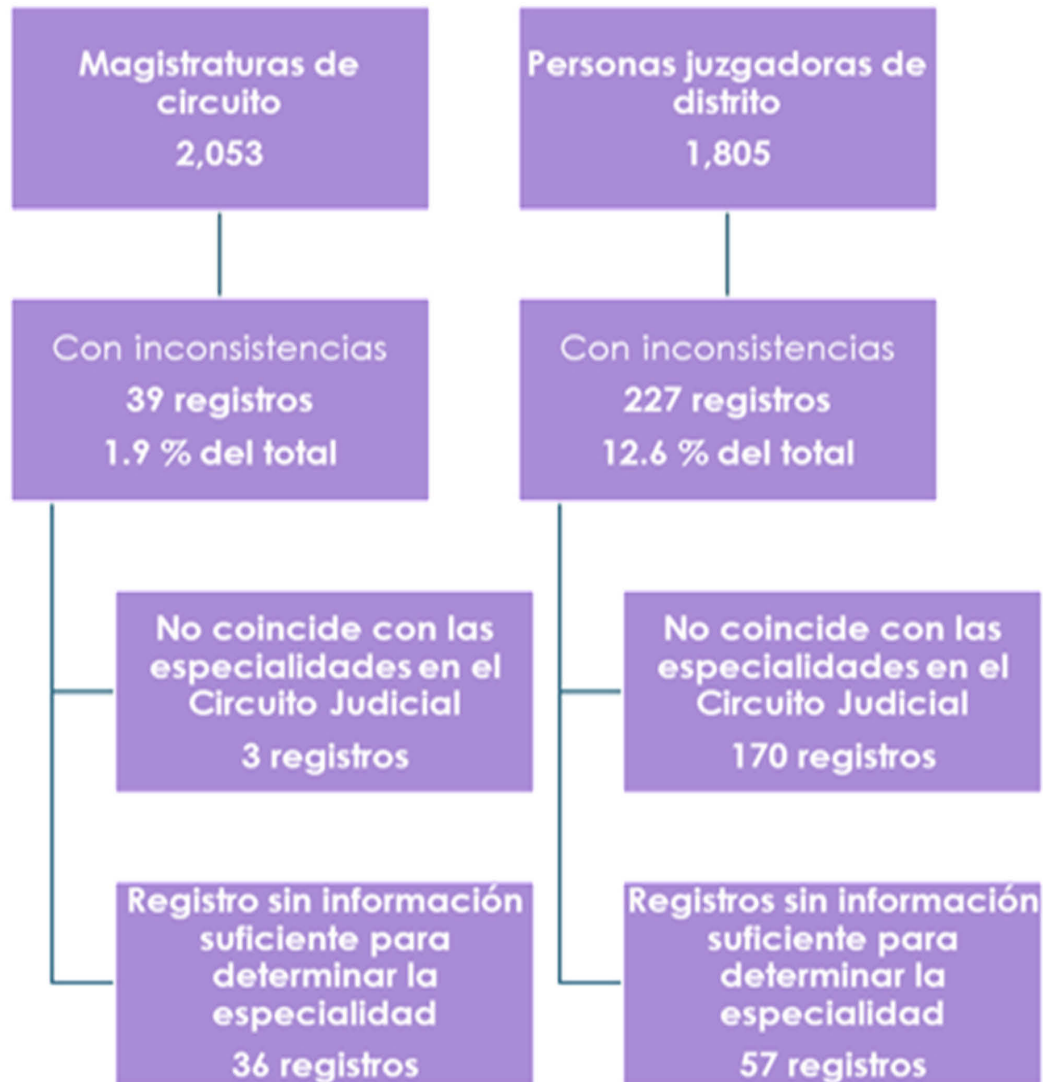 Magistraturas de
circuito
2,053
Personas juzgadoras de
distrito
1,805
Con inconsistencias
39 registros
1.9 % del total
Con inconsistencias
227 registros
12.6 % del total
No coincide con las
especialidades en el
Circuito Judicial
3 registros
No coincide con las
especialidades en el
Circuito Judicial
170 registros
Registro sin información
suficiente para
determinar la
especialidad
36 registros
Registros sin información
suficiente para
determinar la
especialidad
57 registros